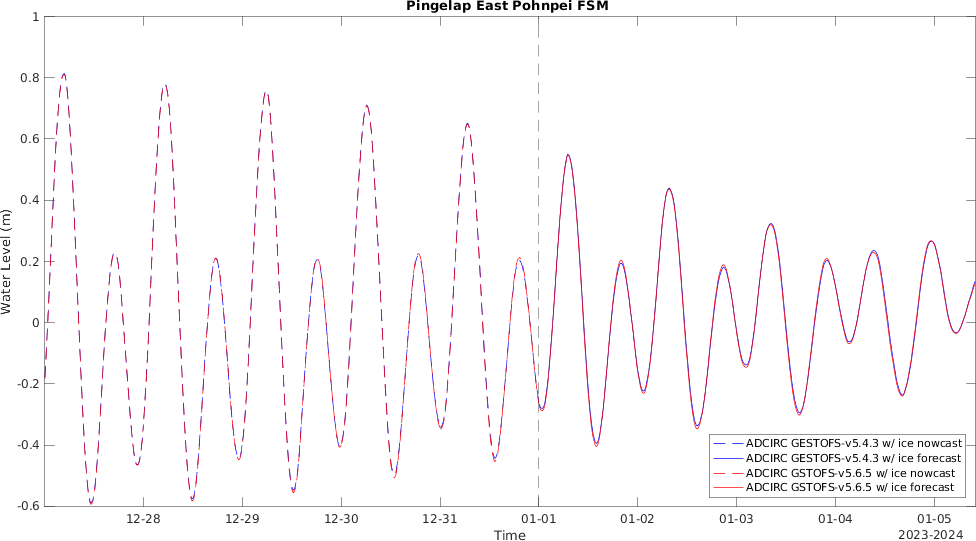 Pingelap East Pohnpei FSM
1
0.8
0.6
0.4
0.2
0
-0.2
-0.4
-0.6
Water Level (m)
12-28
12-29
12-30
12-31
01-01
01-02
01-03
01-04
01-05
Time
2023-2024
ADCIRC GESTOFS-v5.4.3 w/ ice nowcast
ADCIRC GESTOFS-v5.4.3 w/ ice forecast
ADCIRC GSTOFS-v5.6.5 w/ ice nowcast
ADCIRC GSTOFS-v5.6.5 w/ ice forecast